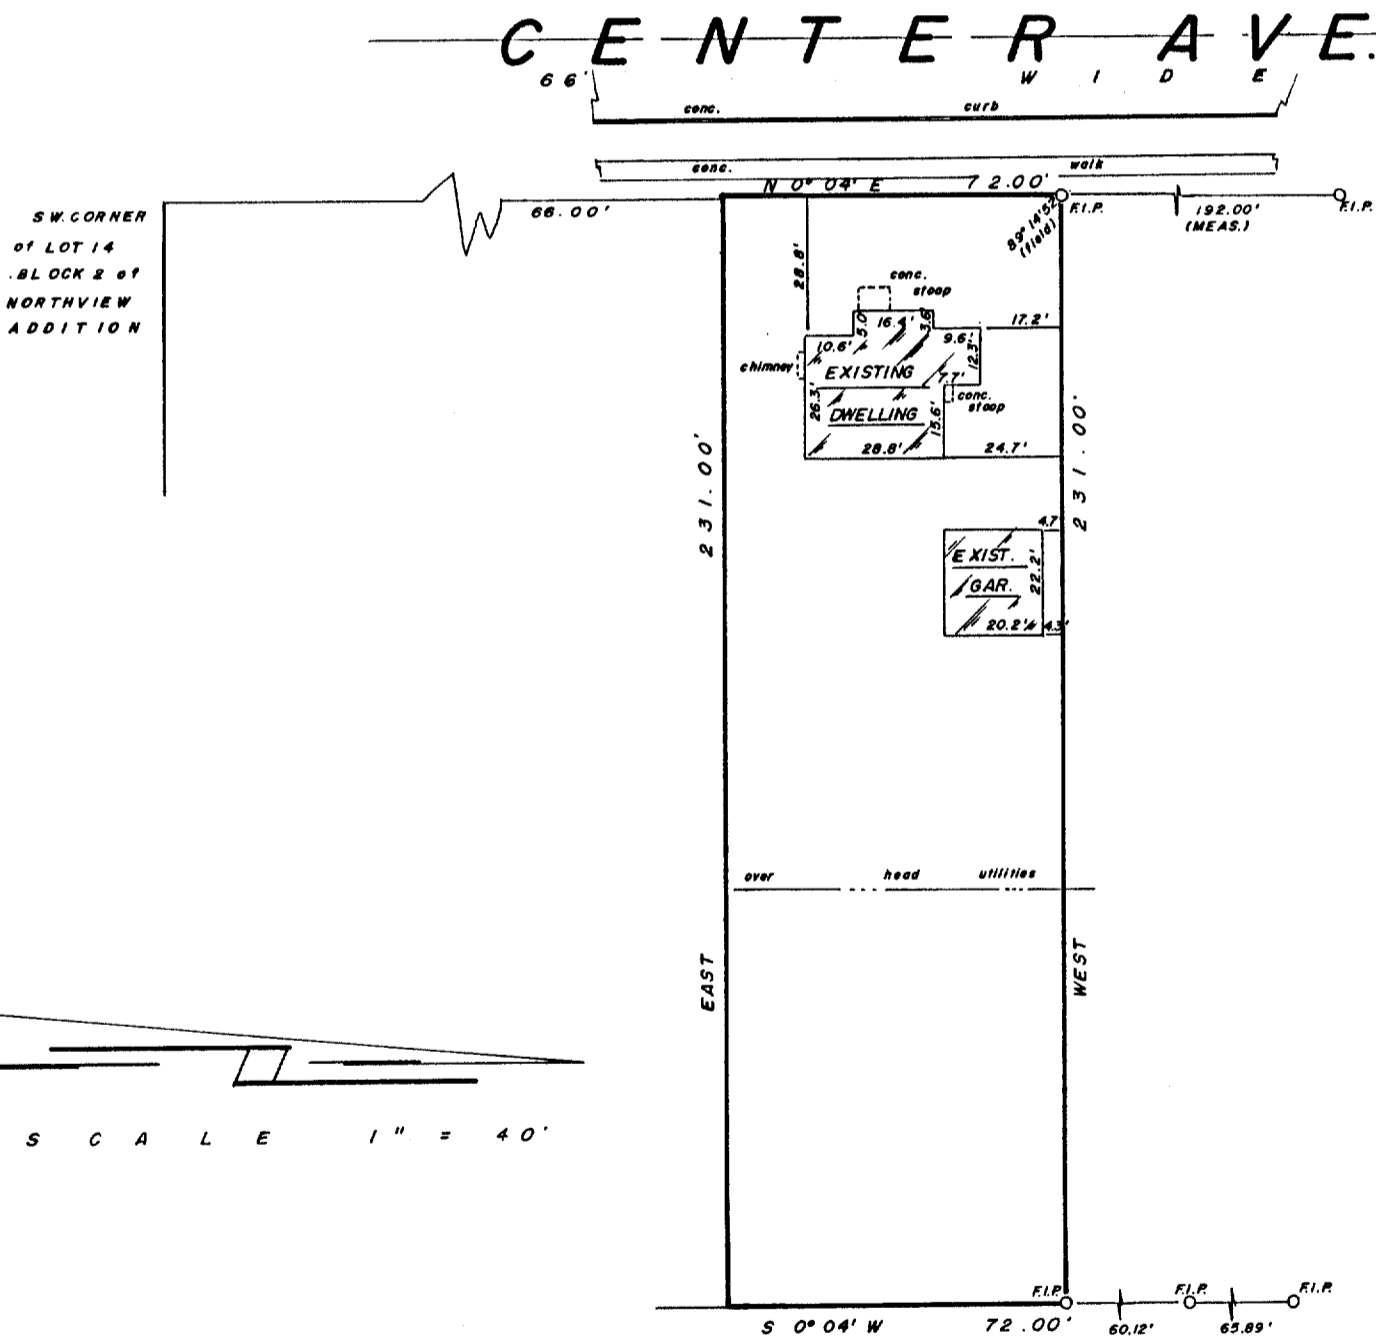 CENTER AVE.
66' WIDE
conc. curb
conc. walk
N 0° 04' E 72.00'
66.00'
F.I.P.
192.00'
(MEAS.)
F.I.P.
SW. CORNER
of LOT 14
BLOCK 2 of
NORTHVIEW
ADDITION
89° 14' 52"
(field)
28.8'
conc.
stoop
5.0'
16.4'
3.6'
17.2'
10.6'
9.6'
12.3'
chimney
EXISTING
7.7'
conc.
stoop
26.3'
DWELLING
15.6'
28.8'
24.7'
231.00'
231.00'
4.7'
EXIST.
22.2'
GAR.
20.2'
4.3'
over head utilities
EAST
WEST
SCALE 1" = 40'
F.I.P.
F.I.P.
F.I.P.
S 0° 04' W 72.00'
60.12'
65.89'